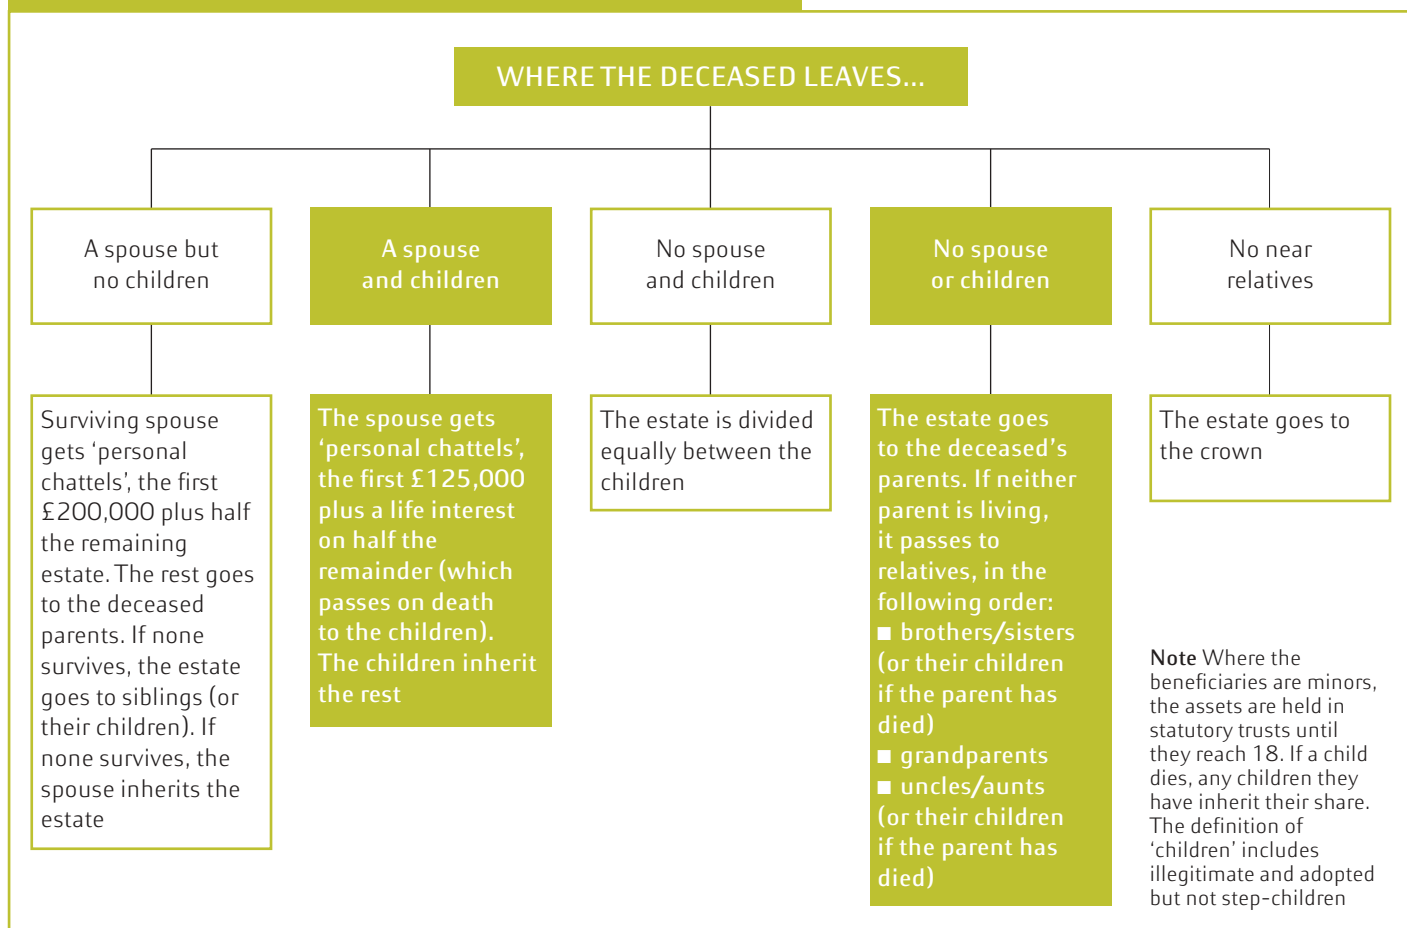 WHERE THE DECEASED LEAVES...
A spouse but
no children
A spouse
and children
No spouse
and children
No spouse
or children
No near
relatives
Surviving spouse
gets ‘personal
chattels’, the first
£200,000 plus half
the remaining
estate. The rest goes
to the deceased
parents. If none
survives, the estate
goes to siblings (or
their children). If
none survives, the
spouse inherits the
estate
The spouse gets
‘personal chattels’,
the first £125,000
plus a life interest
on half the
remainder (which
passes on death
to the children).
The children inherit
the rest
The estate is divided
equally between the
children
The estate goes
to the deceased’s
parents. If neither
parent is living,
it passes to
relatives, in the
following order:
■ brothers/sisters
(or their children
if the parent has
died)
■ grandparents
■ uncles/aunts
(or their children
if the parent has
died)
The estate goes to
the crown
Note Where the
beneficiaries are minors,
the assets are held in
statutory trusts until
they reach 18. If a child
dies, any children they
have inherit their share.
The definition of
‘children’ includes
illegitimate and adopted
but not step-children